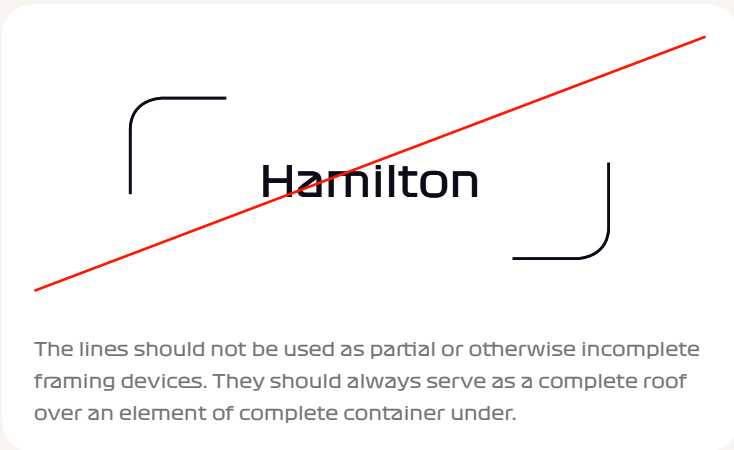 Hamilton
The lines should not be used as partial or otherwise incomplete
framing devices. They should always serve as a complete roof
over an element of complete container under.